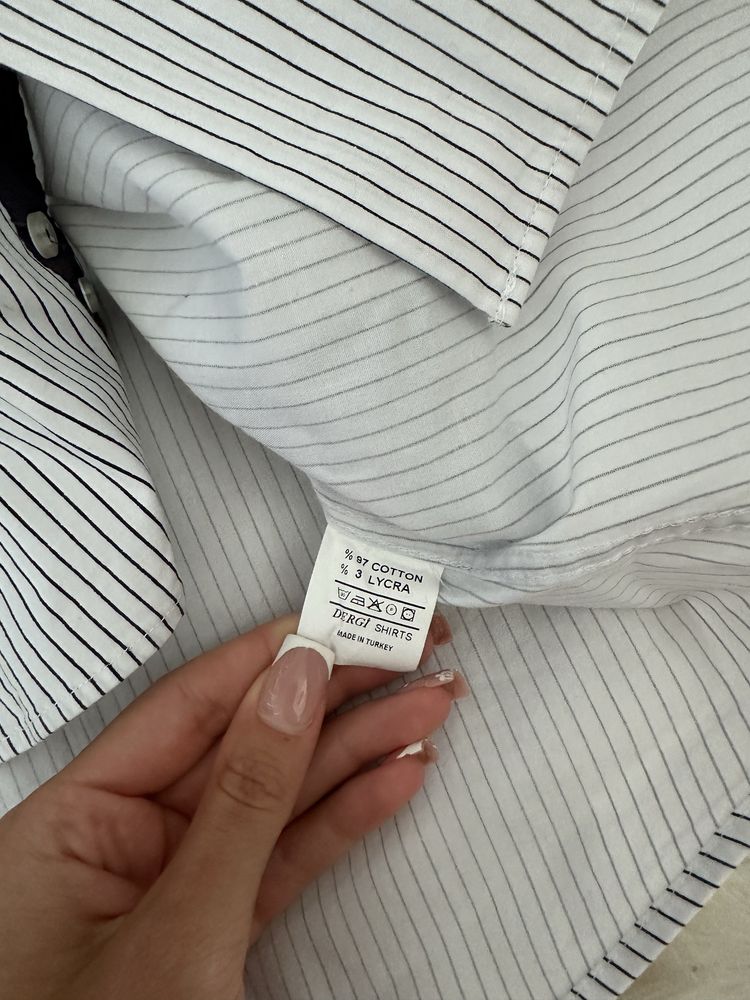 % 97 COTTON
% 3 LYCRA
DERGİ SHIRTS
MADE IN TURKEY